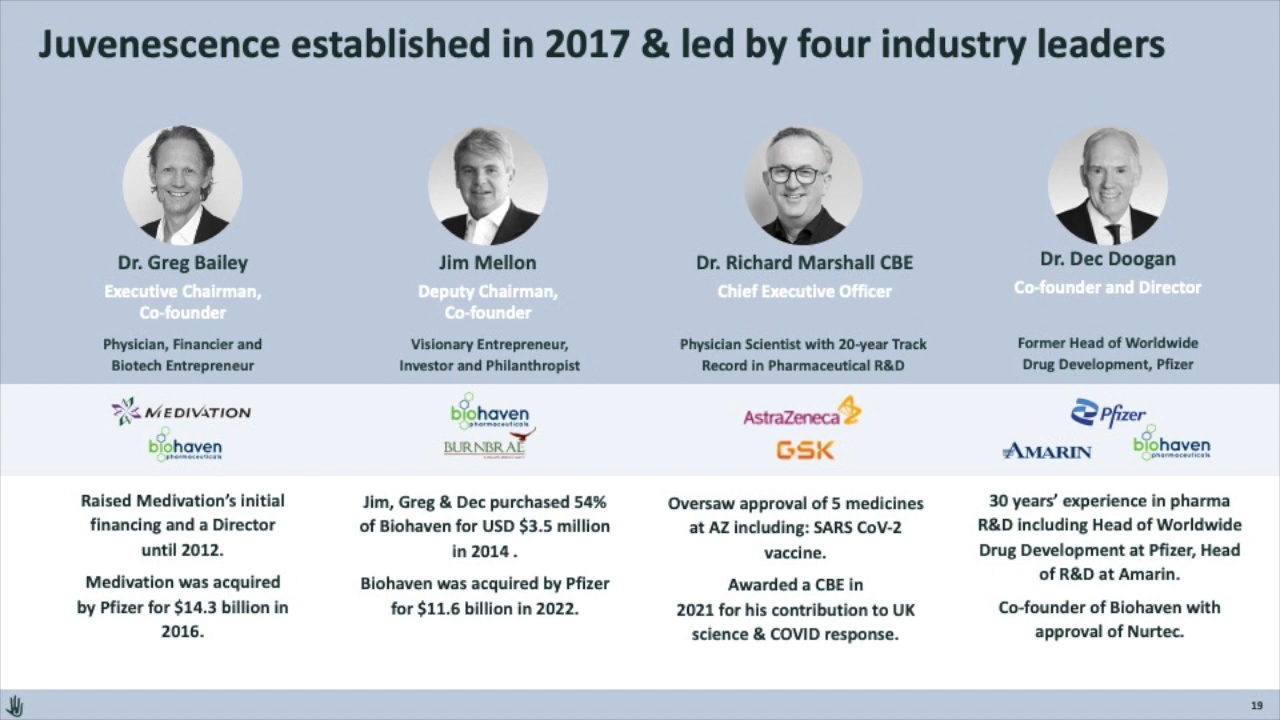 Juvenescence established in 2017 & led by four industry leaders
Dr. Greg Bailey
Executive Chairman,
Co-founder
Physician, Financier and
Biotech Entrepreneur
MEDIVATION
biohaven
pharmaceuticals
Raised Medivation's initial
financing and a Director
until 2012.
Medivation was acquired
by Pfizer for $14.3 billion in
2016.
Jim Mellon
Deputy Chairman,
Co-founder
Visionary Entrepreneur,
Investor and Philanthropist
biohaven
pharmaceuticals
BURNBRAE
Jim, Greg & Dec purchased 54%
of Biohaven for USD $3.5 million
in 2014 .
Biohaven was acquired by Pfizer
for $11.6 billion in 2022.
Dr. Richard Marshall CBE
Chief Executive Officer
Physician Scientist with 20-year Track
Record in Pharmaceutical R&D
AstraZeneca
GSK
Oversaw approval of 5 medicines
at AZ including: SARS CoV-2
vaccine.
Awarded a CBE in
2021 for his contribution to UK
science & COVID response.
Dr. Dec Doogan
Co-founder and Director
Former Head of Worldwide
Drug Development, Pfizer
Pfizer
AMARIN
biohaven
pharmaceuticals
30 years' experience in pharma
R&D including Head of Worldwide
Drug Development at Pfizer, Head
of R&D at Amarin.
Co-founder of Biohaven with
approval of Nurtec.
19